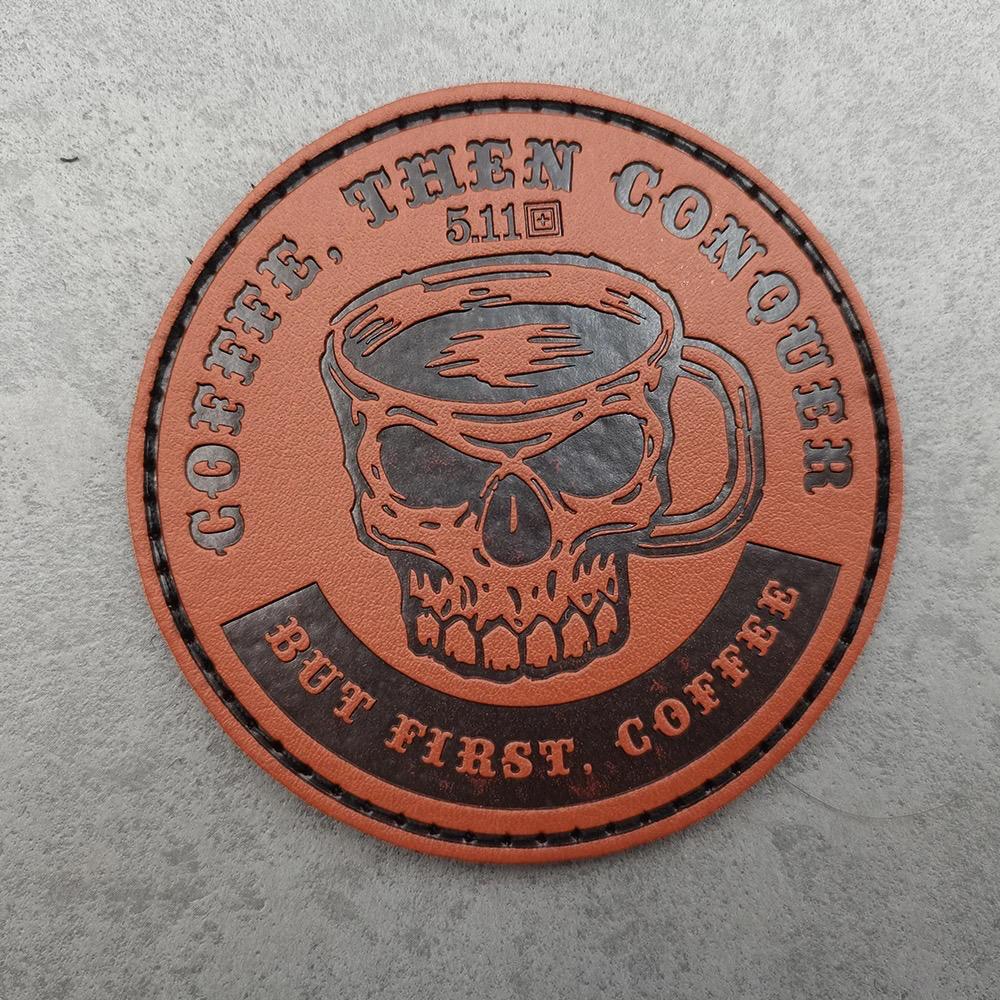 COFFEE, THEN CONQUER
5.11
BUT FIRST, COFFEE